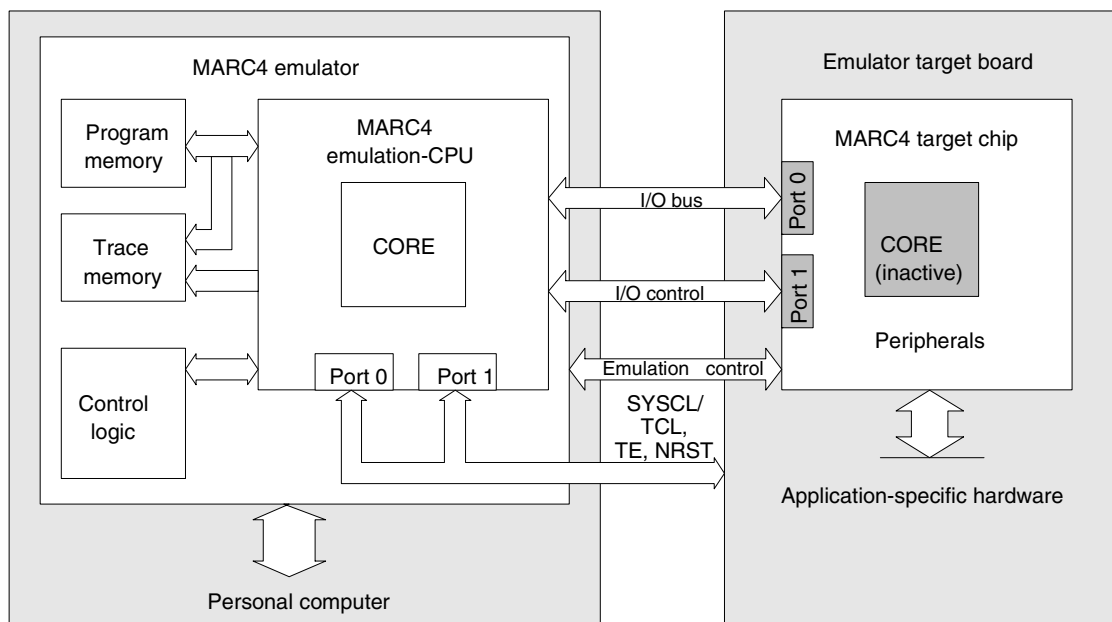 MARC4 emulator
Program
memory
Trace
memory
Control
logic
MARC4
emulation-CPU
CORE
Port 0
Port 1
I/O bus
I/O control
Emulation control
SYSCL/
TCL,
TE, NRST
Personal computer
Emulator target board
MARC4 target chip
Port 0
Port 1
CORE
(inactive)
Peripherals
Application-specific hardware